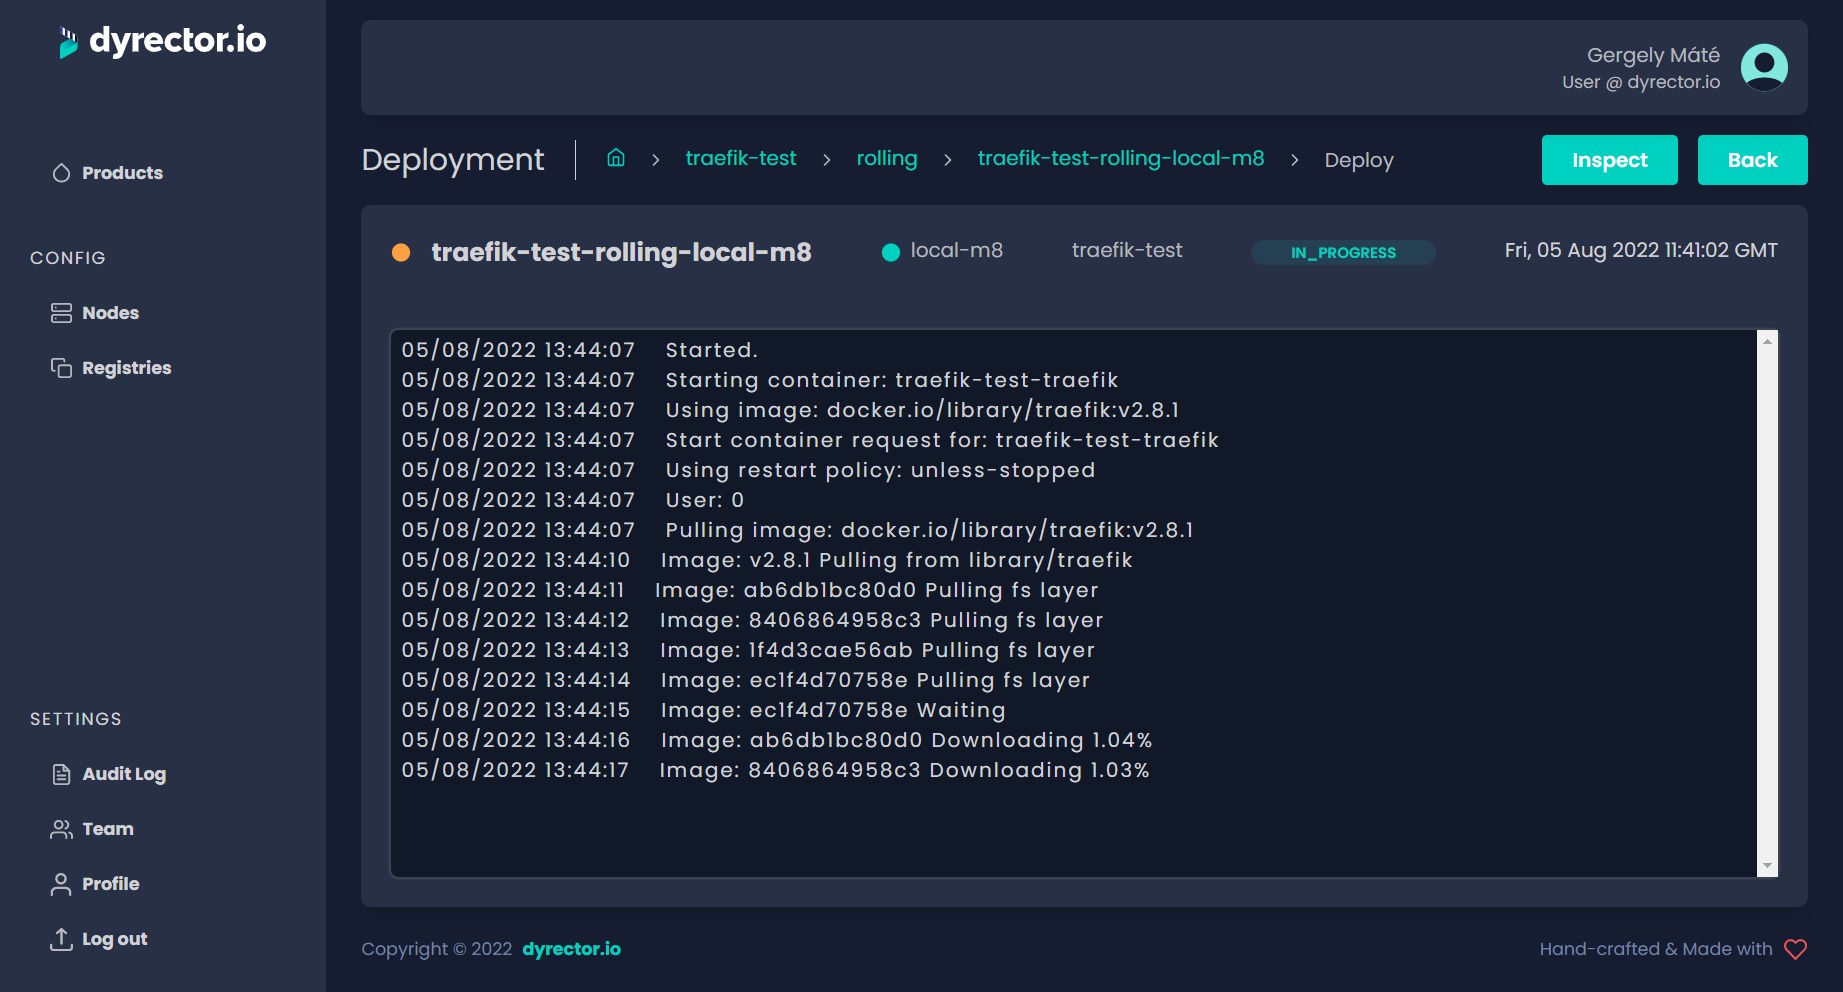 dyrector.io
Gergely Máté
User @ dyrector.io
Products
CONFIG
Nodes
Registries
SETTINGS
Audit Log
Team
Profile
Log out
Deployment traefik-test > rolling > traefik-test-rolling-local-m8 > Deploy Inspect Back
traefik-test-rolling-local-m8 local-m8 traefik-test IN_PROGRESS Fri, 05 Aug 2022 11:41:02 GMT
05/08/2022 13:44:07 Started.
05/08/2022 13:44:07 Starting container: traefik-test-traefik
05/08/2022 13:44:07 Using image: docker.io/library/traefik:v2.8.1
05/08/2022 13:44:07 Start container request for: traefik-test-traefik
05/08/2022 13:44:07 Using restart policy: unless-stopped
05/08/2022 13:44:07 User: 0
05/08/2022 13:44:07 Pulling image: docker.io/library/traefik:v2.8.1
05/08/2022 13:44:10 Image: v2.8.1 Pulling from library/traefik
05/08/2022 13:44:11 Image: ab6db1bc80d0 Pulling fs layer
05/08/2022 13:44:12 Image: 8406864958c3 Pulling fs layer
05/08/2022 13:44:13 Image: 1f4d3cae56ab Pulling fs layer
05/08/2022 13:44:14 Image: ec1f4d70758e Pulling fs layer
05/08/2022 13:44:15 Image: ec1f4d70758e Waiting
05/08/2022 13:44:16 Image: ab6db1bc80d0 Downloading 1.04%
05/08/2022 13:44:17 Image: 8406864958c3 Downloading 1.03%
Copyright © 2022 dyrector.io
Hand-crafted & Made with